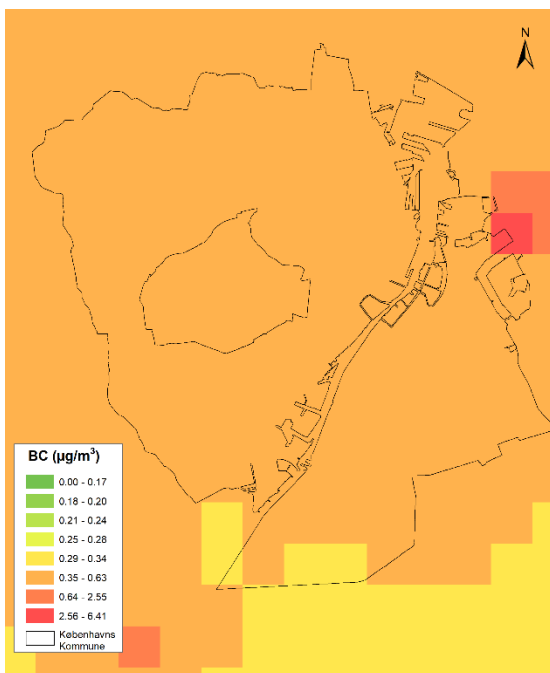 N
BC (µg/m³)
0.00 - 0.17
0.18 - 0.20
0.21 - 0.24
0.25 - 0.28
0.29 - 0.34
0.35 - 0.63
0.64 - 2.55
2.56 - 6.41
Københavns
Kommune